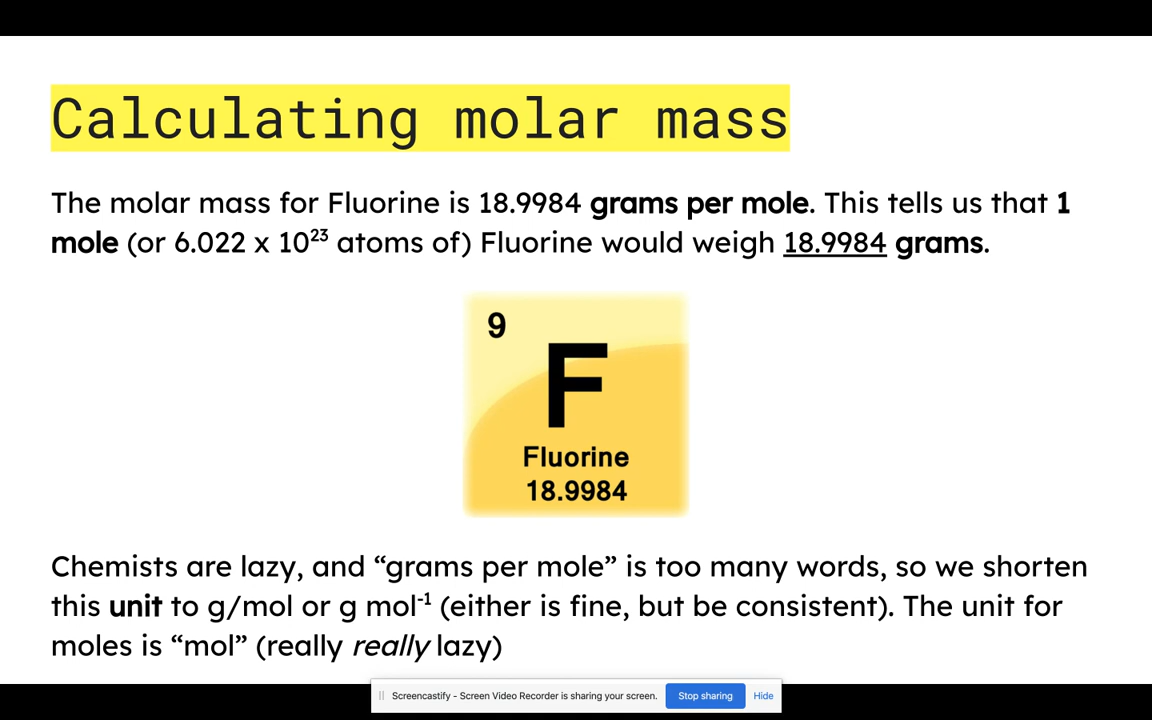 Calculating molar mass
The molar mass for Fluorine is 18.9984 grams per mole. This tells us that 1
mole (or 6.022 x 10²³ atoms of) Fluorine would weigh 18.9984 grams.
9
F
Fluorine
18.9984
Chemists are lazy, and “grams per mole” is too many words, so we shorten
this unit to g/mol or g mol⁻¹ (either is fine, but be consistent). The unit for
moles is “mol” (really really lazy)
Screencastify - Screen Video Recorder is sharing your screen. Stop sharing Hide